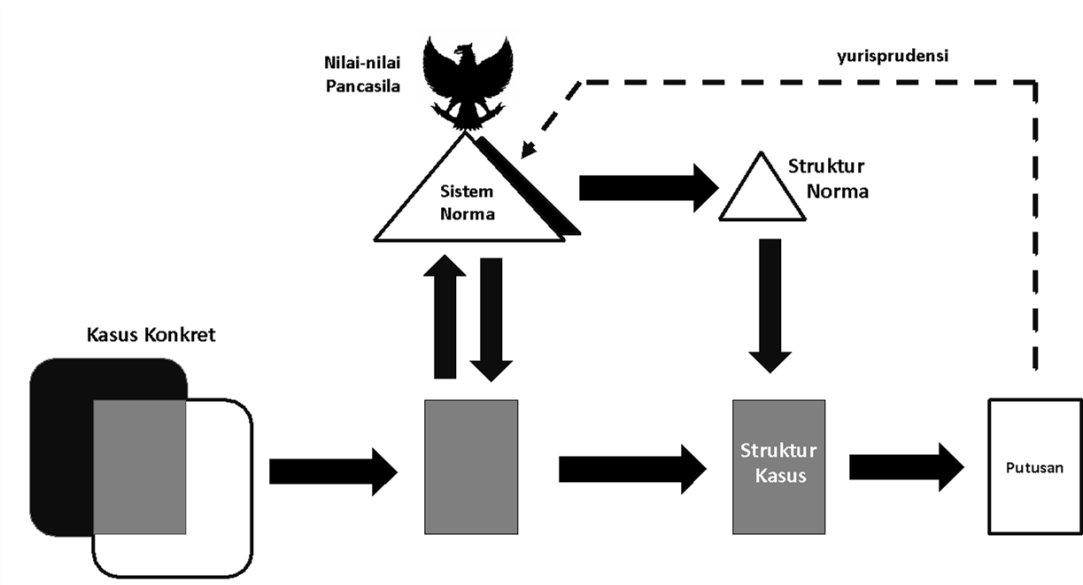 Nilai-nilai
Pancasila
yurisprudensi
Sistem
Norma
Struktur
Norma
Kasus Konkret
Struktur
Kasus
Putusan